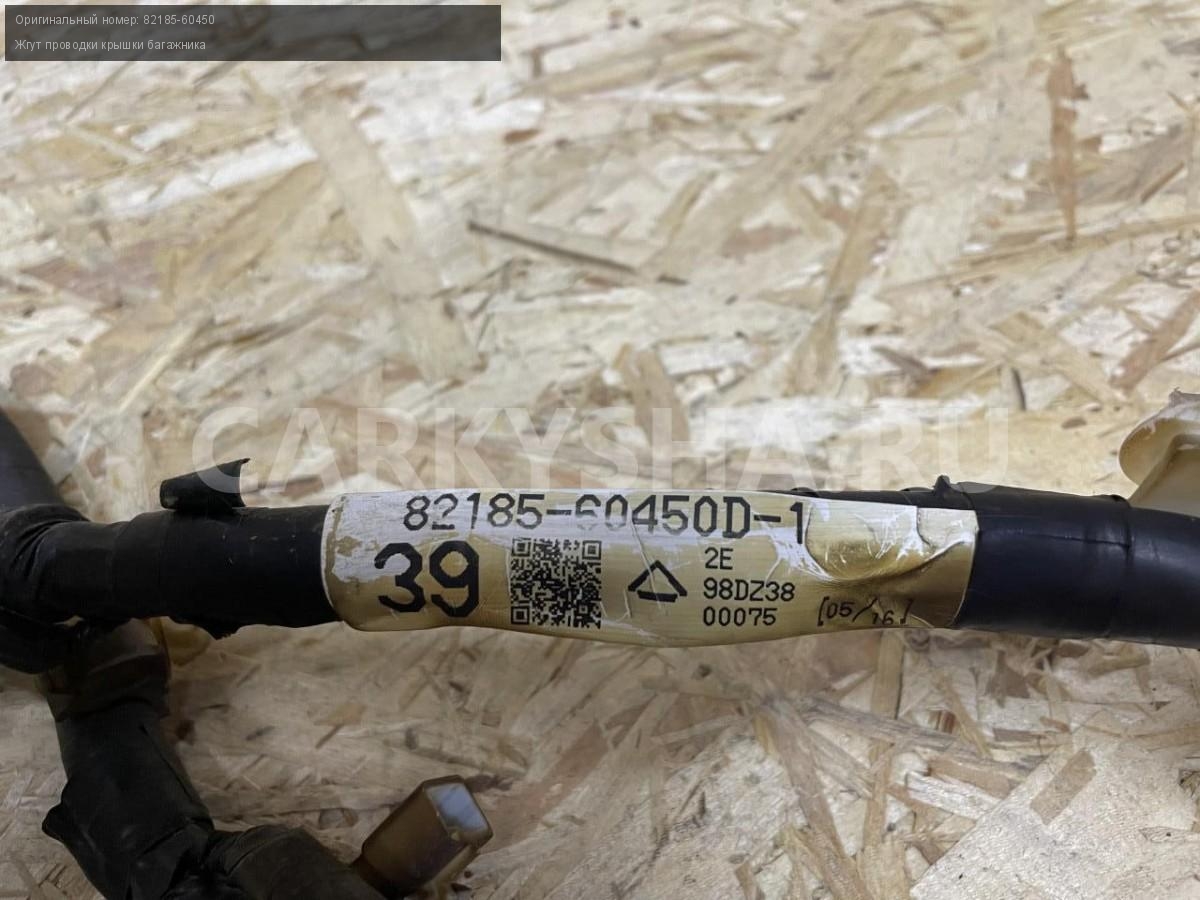 Оригинальный номер: 82185-60450
Жгут проводки крышки багажника
CARKYSHA.RU
82185-60450D-1
39
2E
98DZ38
00075
[05/16]